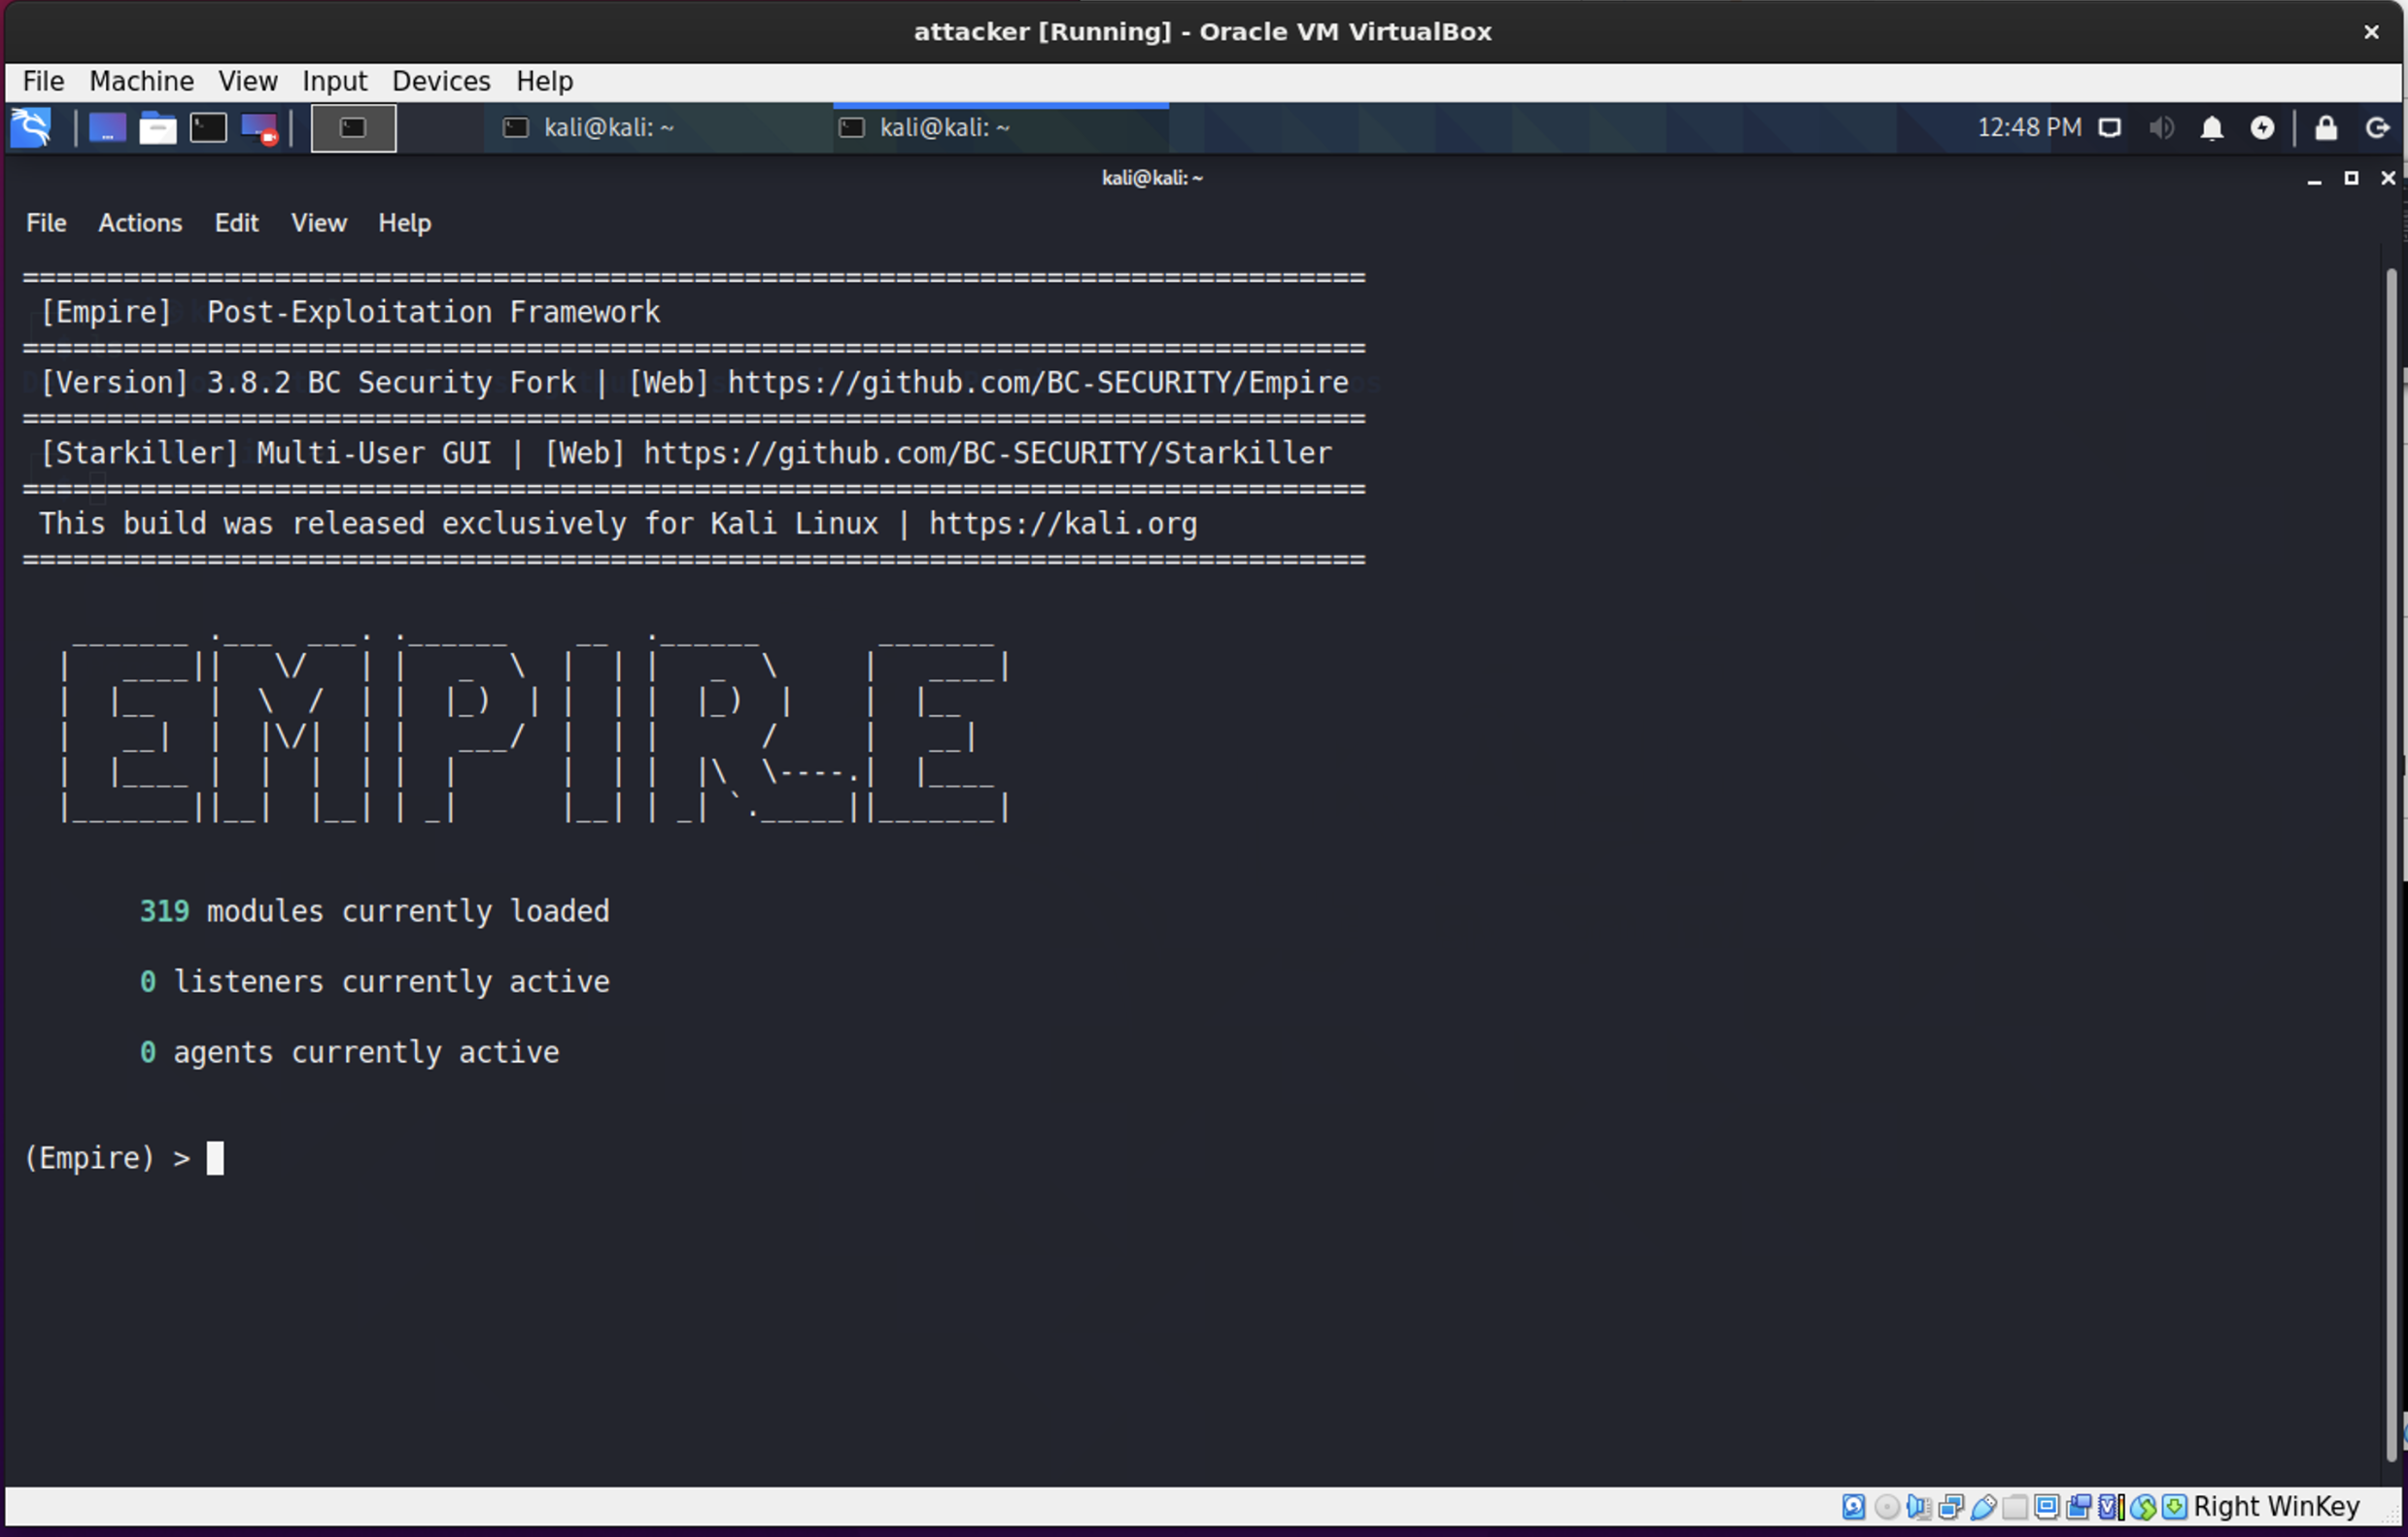 attacker [Running] - Oracle VM VirtualBox
File Machine View Input Devices Help
kali@kali: ~ kali@kali: ~ 12:48 PM
kali@kali: ~
File Actions Edit View Help
================================================================================
[Empire]  Post-Exploitation Framework
================================================================================
[Version] 3.8.2 BC Security Fork | [Web] https://github.com/BC-SECURITY/Empire
================================================================================
[Starkiller] Multi-User GUI | [Web] https://github.com/BC-SECURITY/Starkiller
================================================================================
This build was released exclusively for Kali Linux | https://kali.org
================================================================================
EMPIRE
319 modules currently loaded
0 listeners currently active
0 agents currently active
(Empire) >
Right WinKey